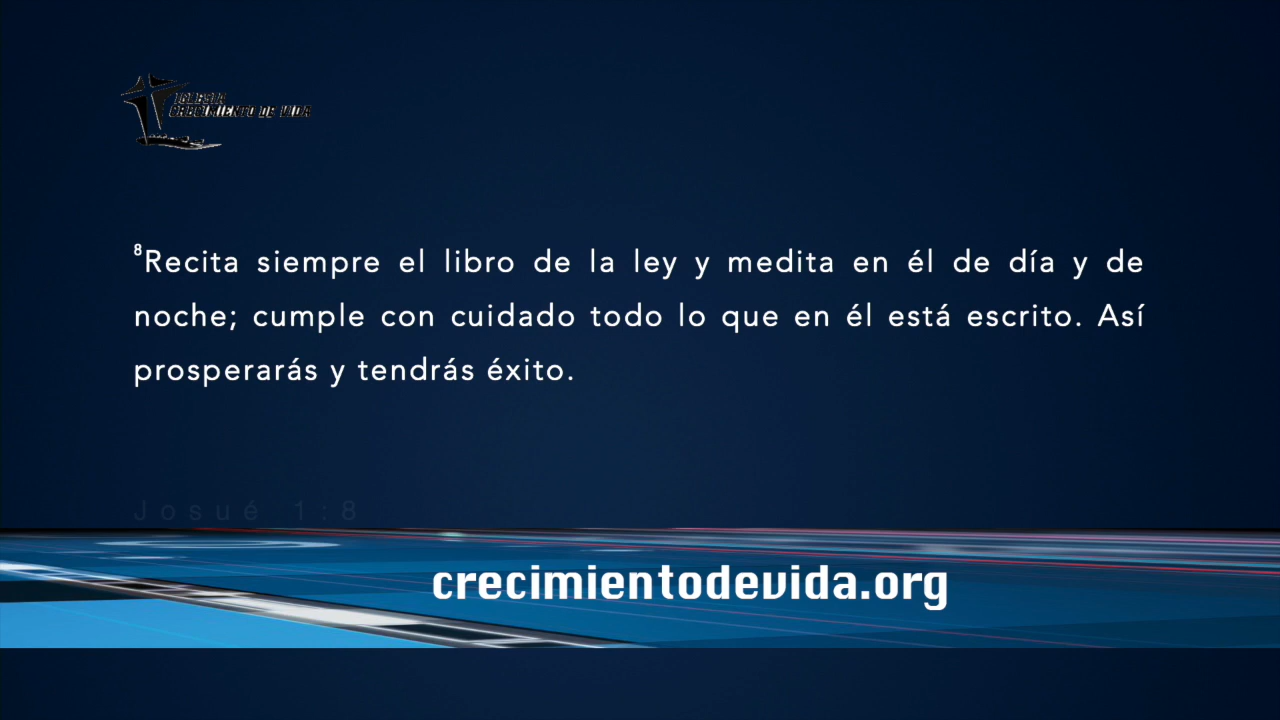 IGLESIA
CRECIMIENTO DE VIDA
⁸Recita siempre el libro de la ley y medita en él de día y de
noche; cumple con cuidado todo lo que en él está escrito. Así
prosperarás y tendrás éxito.
Josué 1:8
crecimientodevida.org